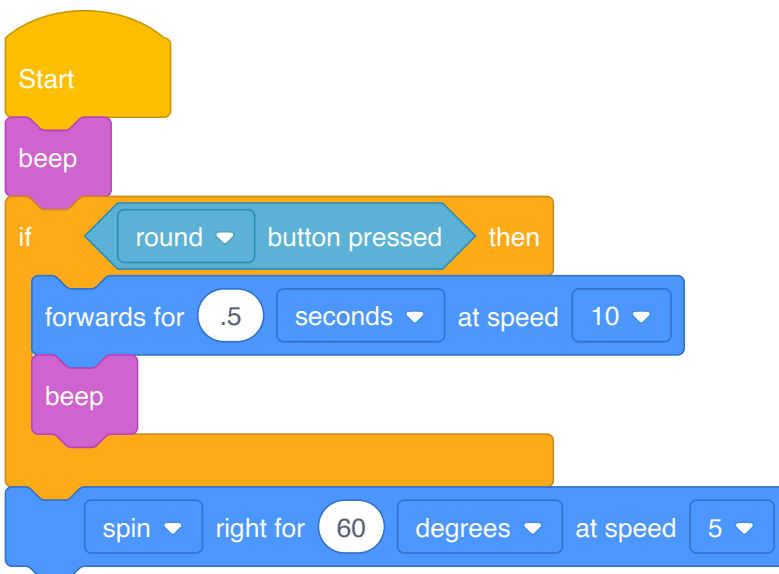 Start
beep
if round button pressed then
forwards for .5 seconds at speed 10
beep
spin right for 60 degrees at speed 5